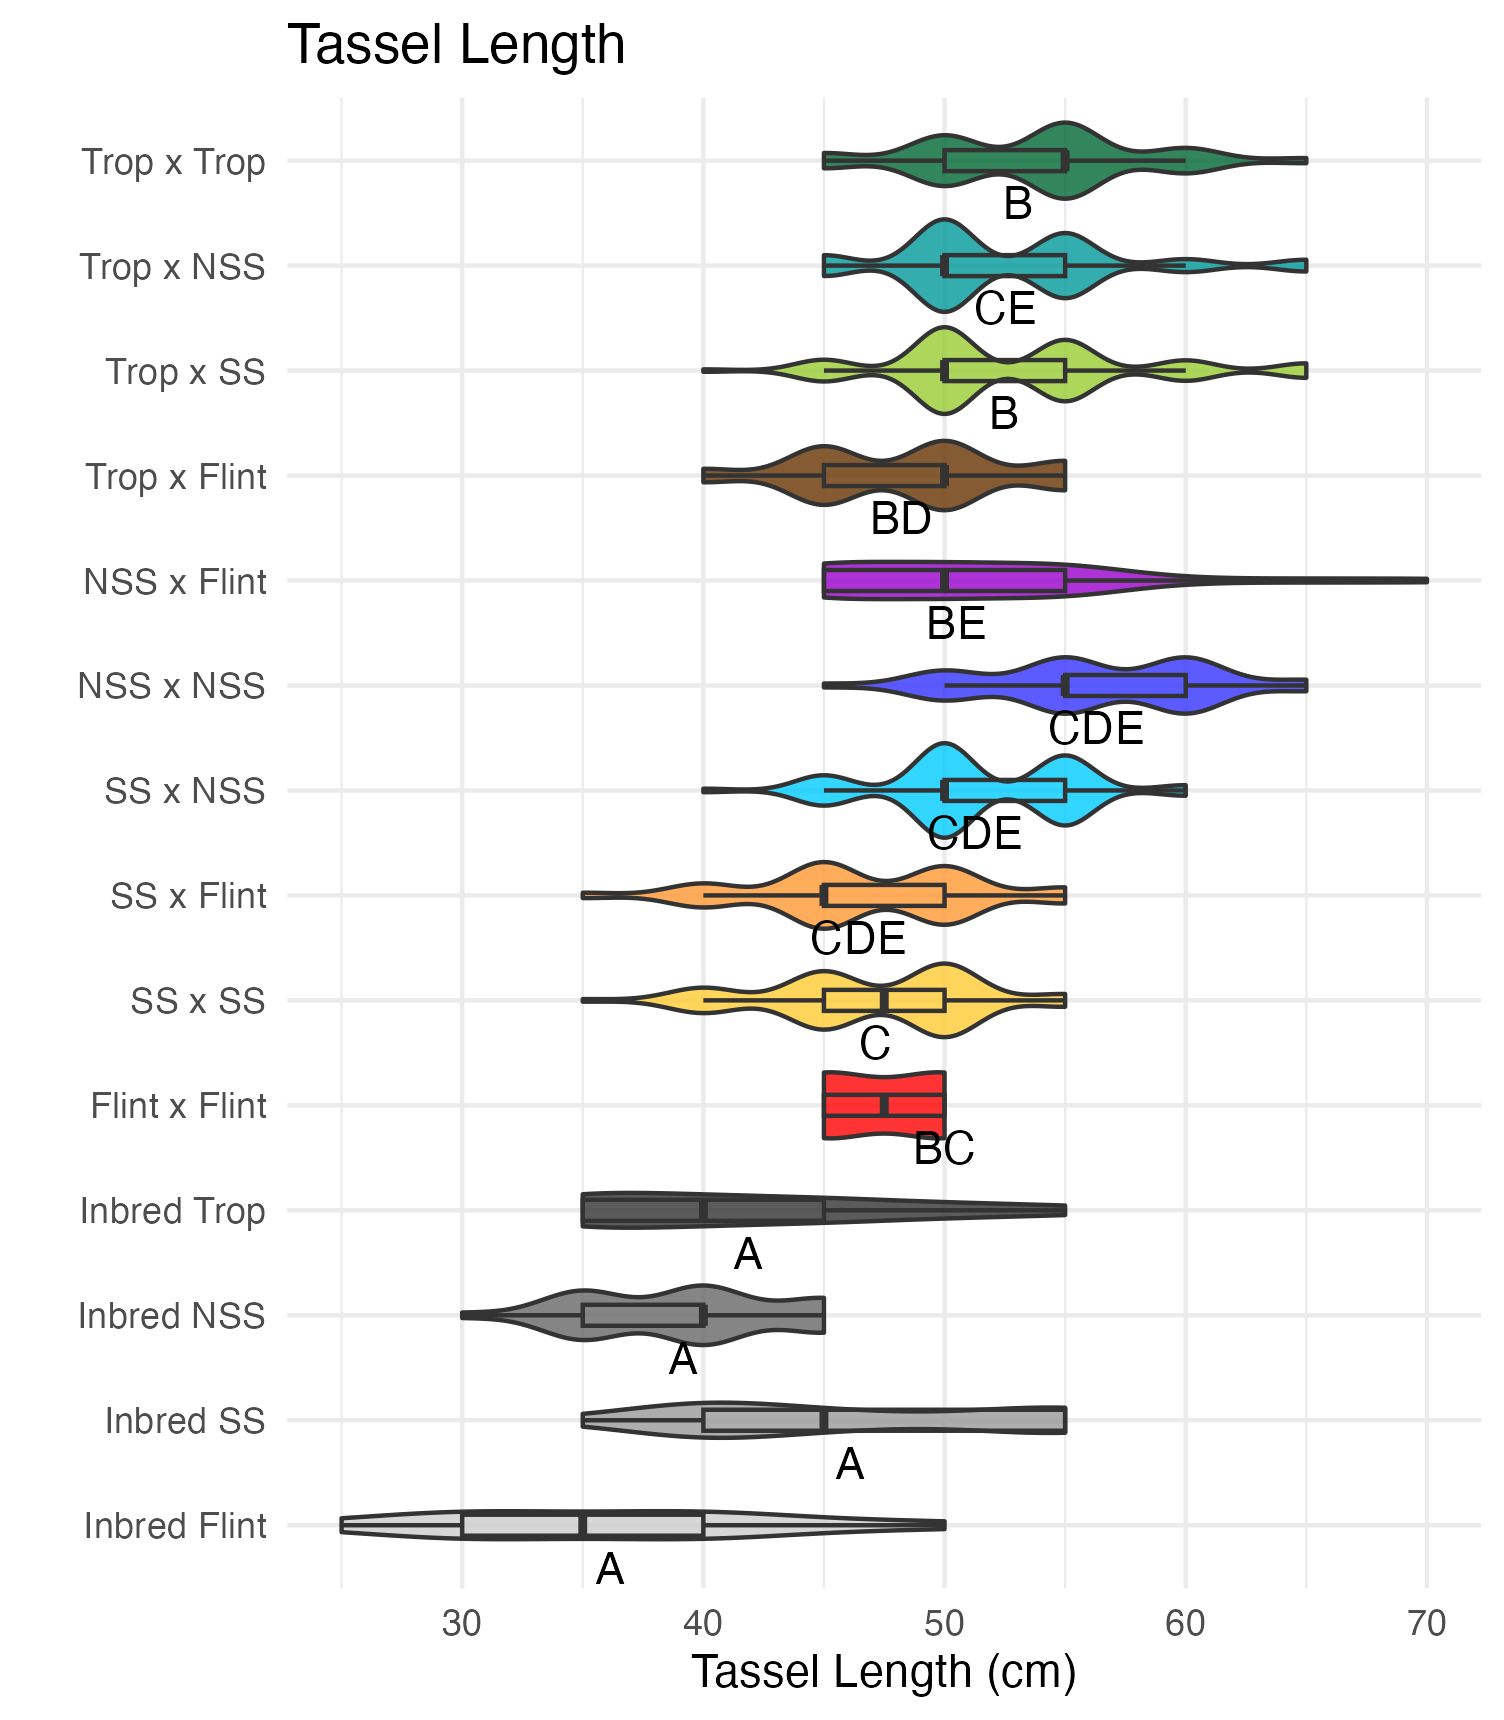 Tassel Length
Trop x Trop
B
Trop x NSS
CE
Trop x SS
B
Trop x Flint
BD
NSS x Flint
BE
NSS x NSS
CDE
SS x NSS
CDE
SS x Flint
CDE
SS x SS
C
Flint x Flint
BC
Inbred Trop
A
Inbred NSS
A
Inbred SS
A
Inbred Flint
A
30 40 50 60 70
Tassel Length (cm)